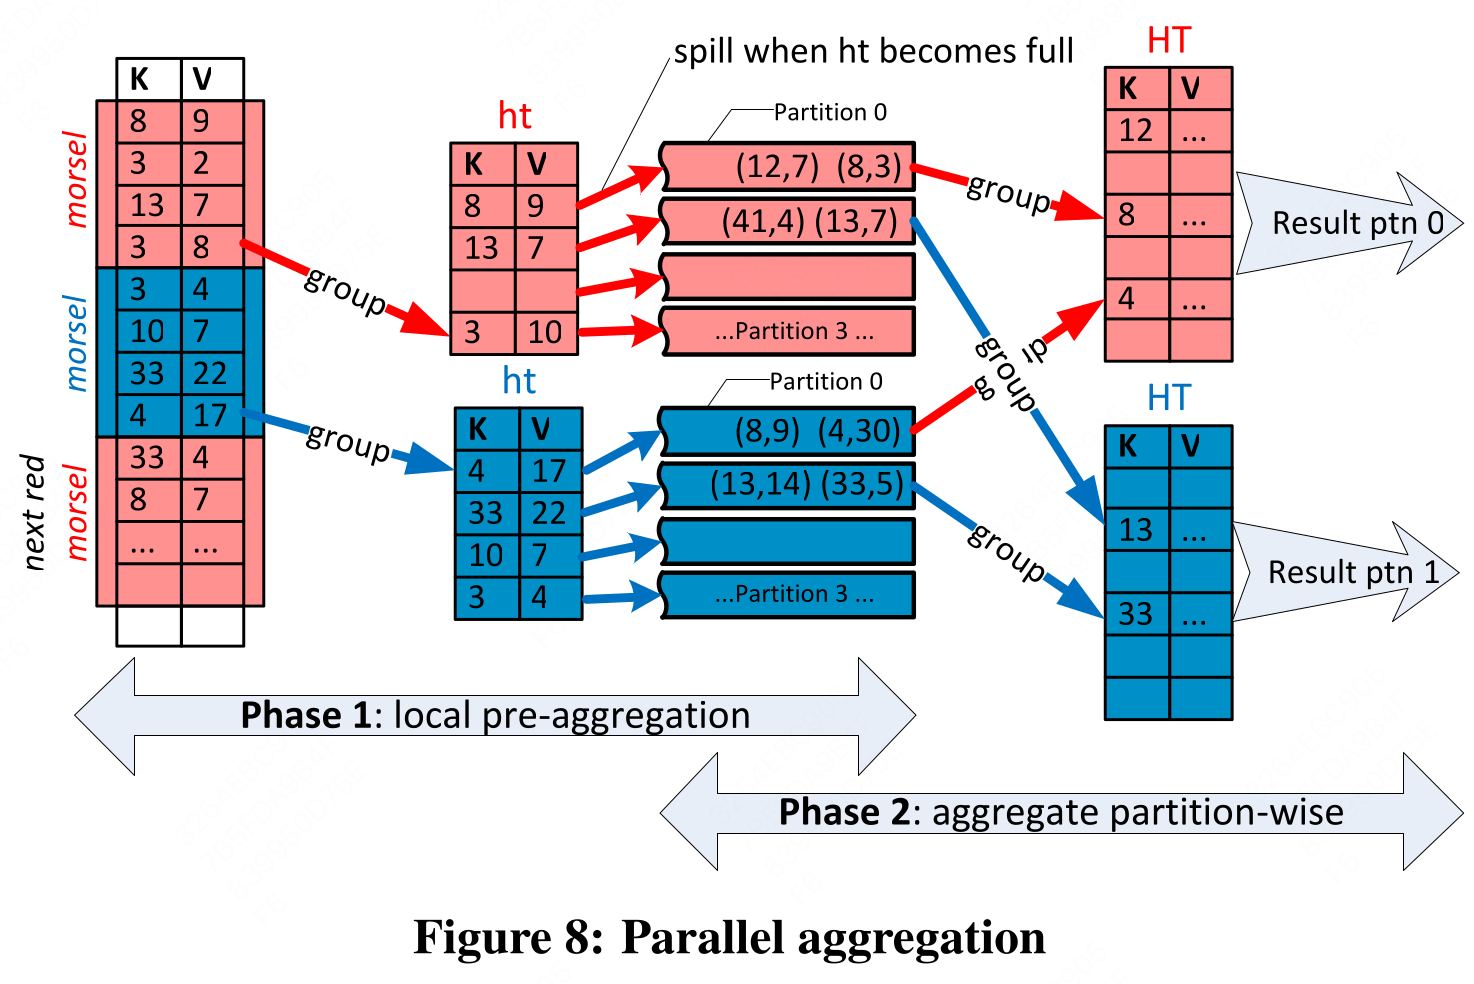 K V
8 9
3 2
13 7
3 8
3 4
10 7
33 22
4 17
33 4
8 7
... ...
morsel
morsel
next red
morsel
group
group
spill when ht becomes full
ht
K V
8 9
13 7
3 10
ht
K V
4 17
33 22
10 7
3 4
Partition 0
(12,7) (8,3)
(41,4) (13,7)
...Partition 3 ...
Partition 0
(8,9) (4,30)
(13,14) (33,5)
...Partition 3 ...
group
group
group
HT
K V
12 ...
8 ...
4 ...
HT
K V
13 ...
33 ...
Result ptn 0
Result ptn 1
Phase 1: local pre-aggregation
Phase 2: aggregate partition-wise
Figure 8: Parallel aggregation